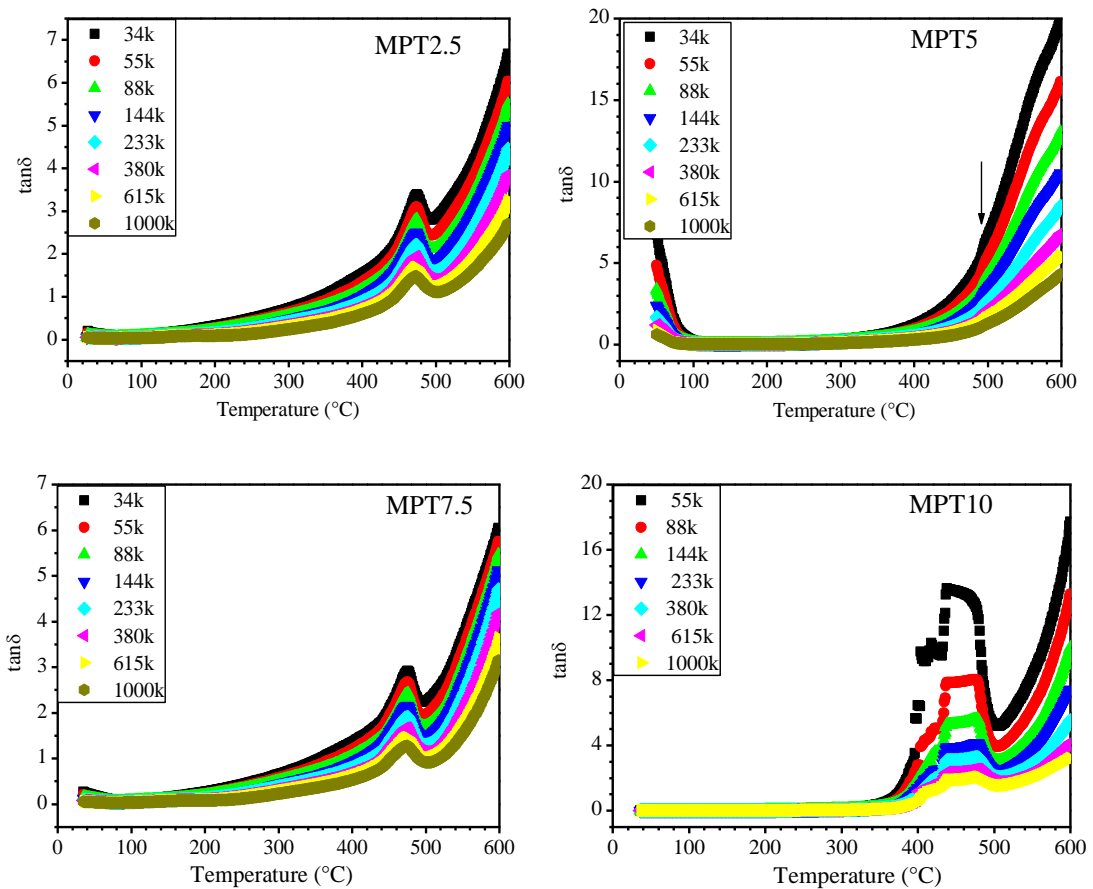 MPT2.5
34k
55k
88k
144k
233k
380k
615k
1000k
7
6
5
4
3
2
1
0
tanδ
0 100 200 300 400 500 600
Temperature (°C)
MPT5
34k
55k
88k
144k
233k
380k
615k
1000k
20
15
10
5
0
tanδ
0 100 200 300 400 500 600
Temperature (°C)
MPT7.5
34k
55k
88k
144k
233k
380k
615k
1000k
7
6
5
4
3
2
1
0
tanδ
0 100 200 300 400 500 600
Temperature (°C)
MPT10
55k
88k
144k
233k
380k
615k
1000k
20
16
12
8
4
0
tanδ
0 100 200 300 400 500 600
Temperature (°C)